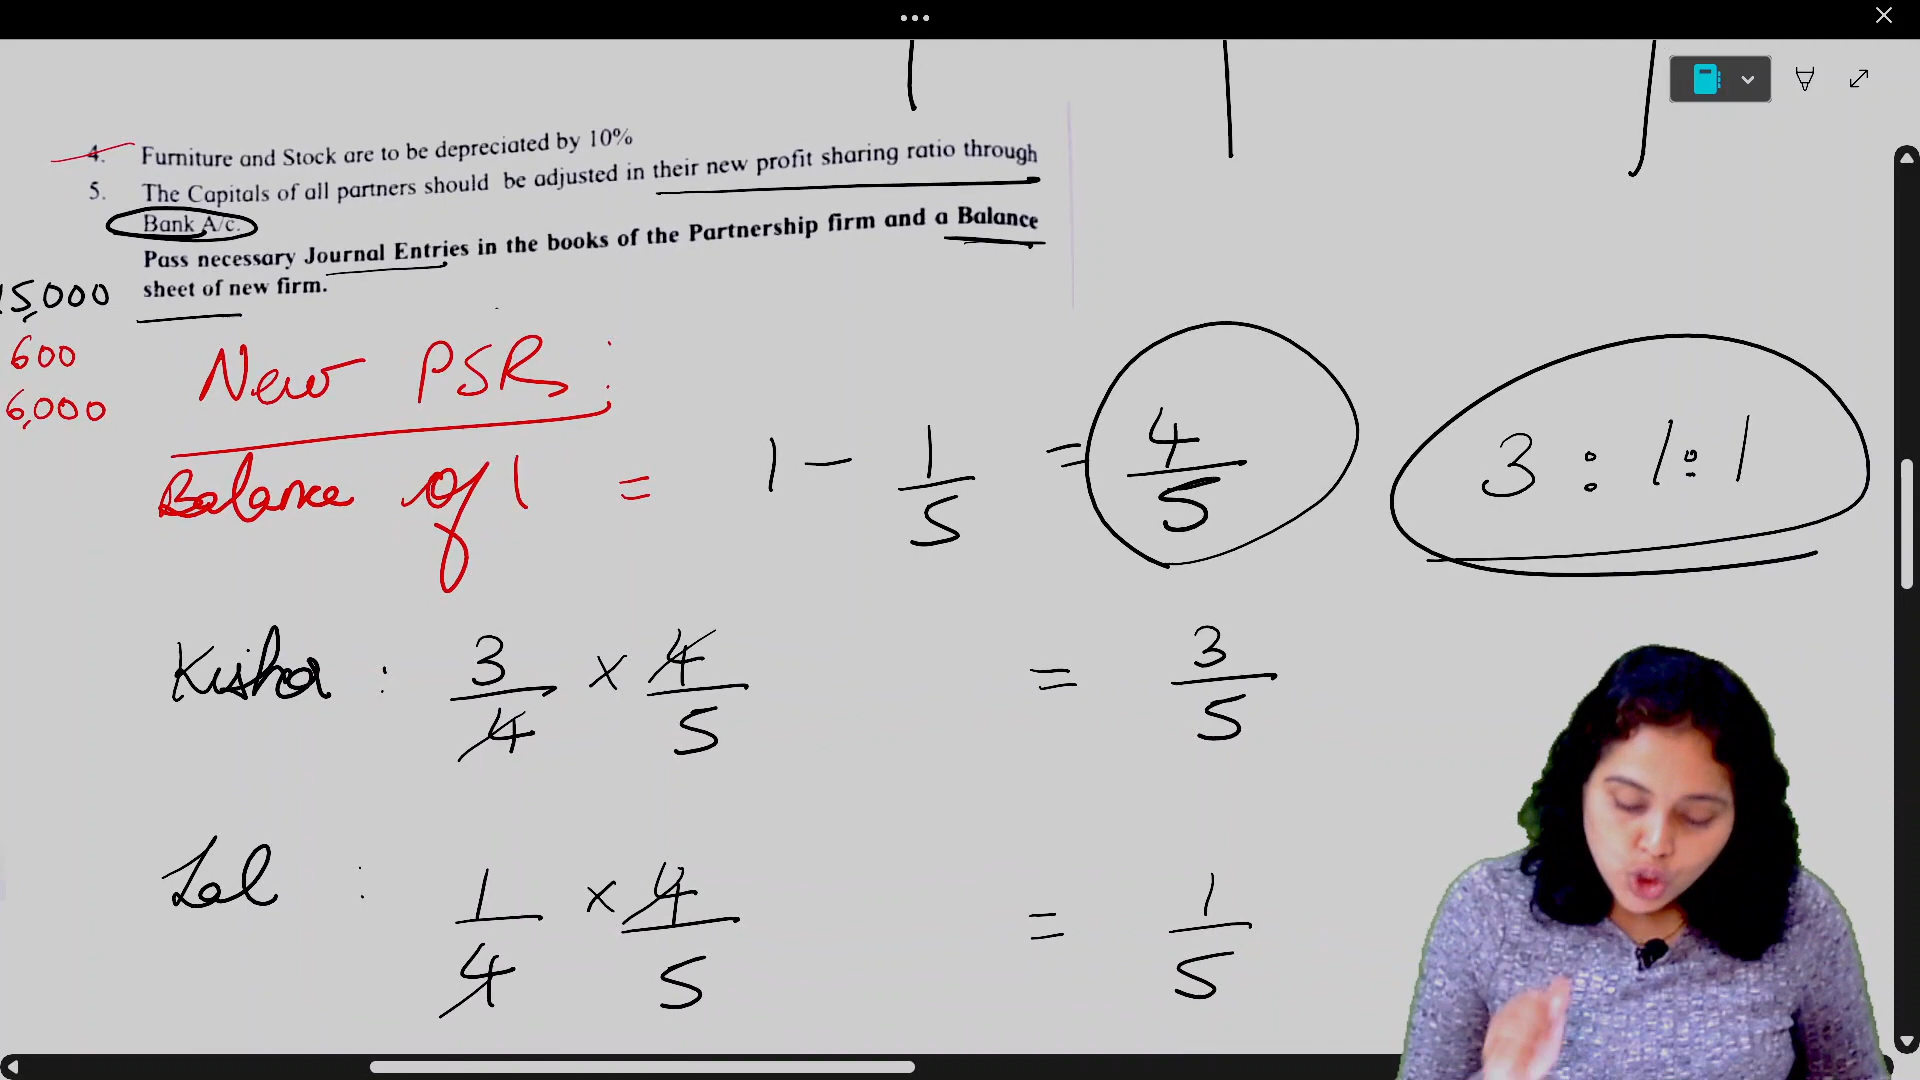 4. Furniture and Stock are to be depreciated by 10%
5. The Capitals of all partners should be adjusted in their new profit sharing ratio through
Bank A/c.
Pass necessary Journal Entries in the books of the Partnership firm and a Balance
sheet of new firm.
15,000
600
6,000
New PSR :
Balance of 1 = 1 - 1/5 = 4/5
3 : 1 : 1
Kishor : 3/4 × 4/5 = 3/5
Lal : 1/4 × 4/5 = 1/5